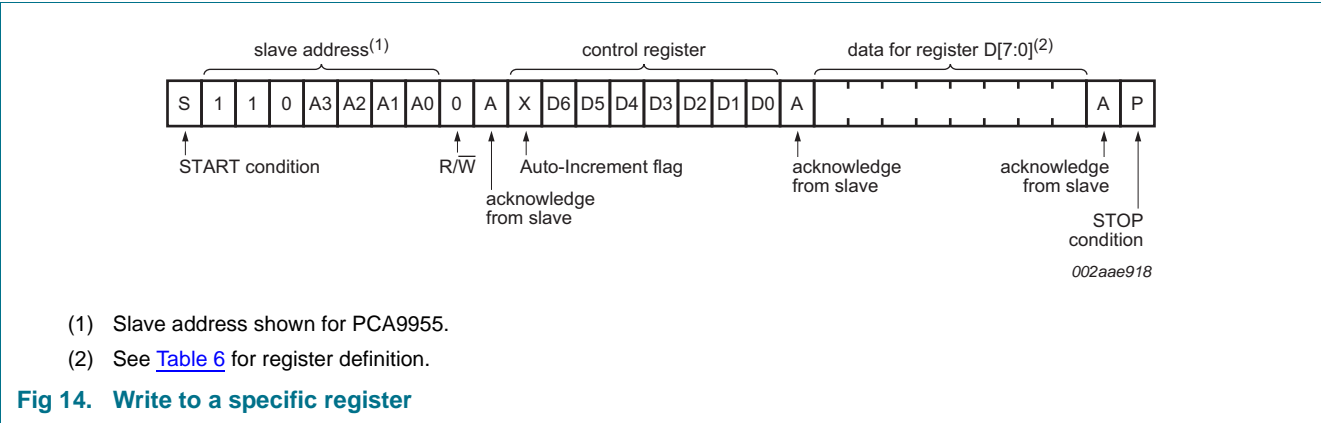 slave address(1) control register data for register D[7:0](2)
S 1 1 0 A3 A2 A1 A0 0 A X D6 D5 D4 D3 D2 D1 D0 A A P
START condition R/W̅ Auto-Increment flag acknowledge acknowledge
from slave from slave
acknowledge
from slave
STOP
condition
002aae918
(1) Slave address shown for PCA9955.
(2) See Table 6 for register definition.
Fig 14. Write to a specific register